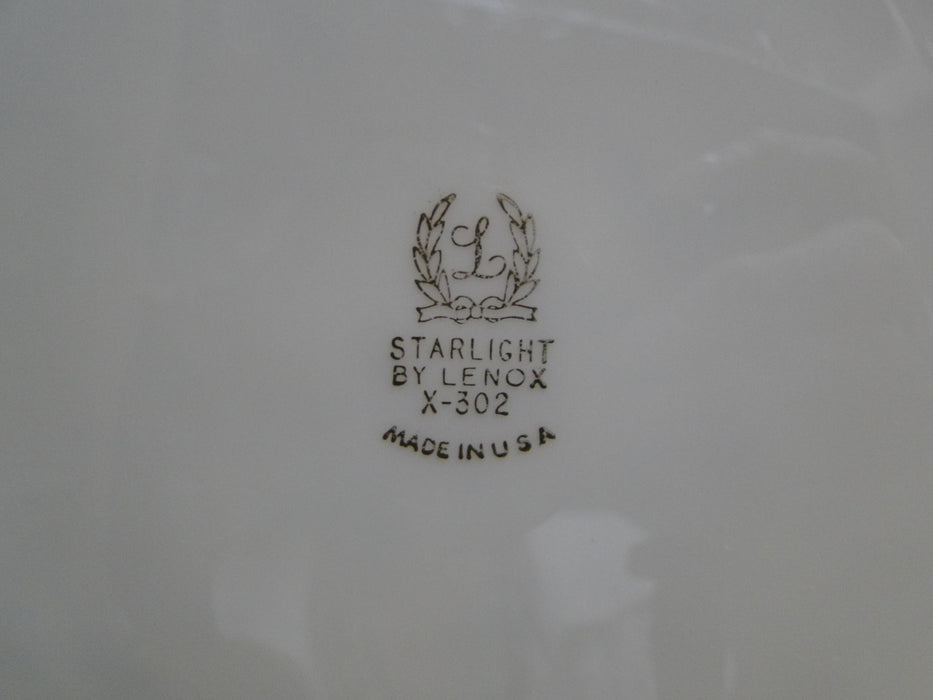 L
STARLIGHT
BY LENOX
X-302
MADE IN USA